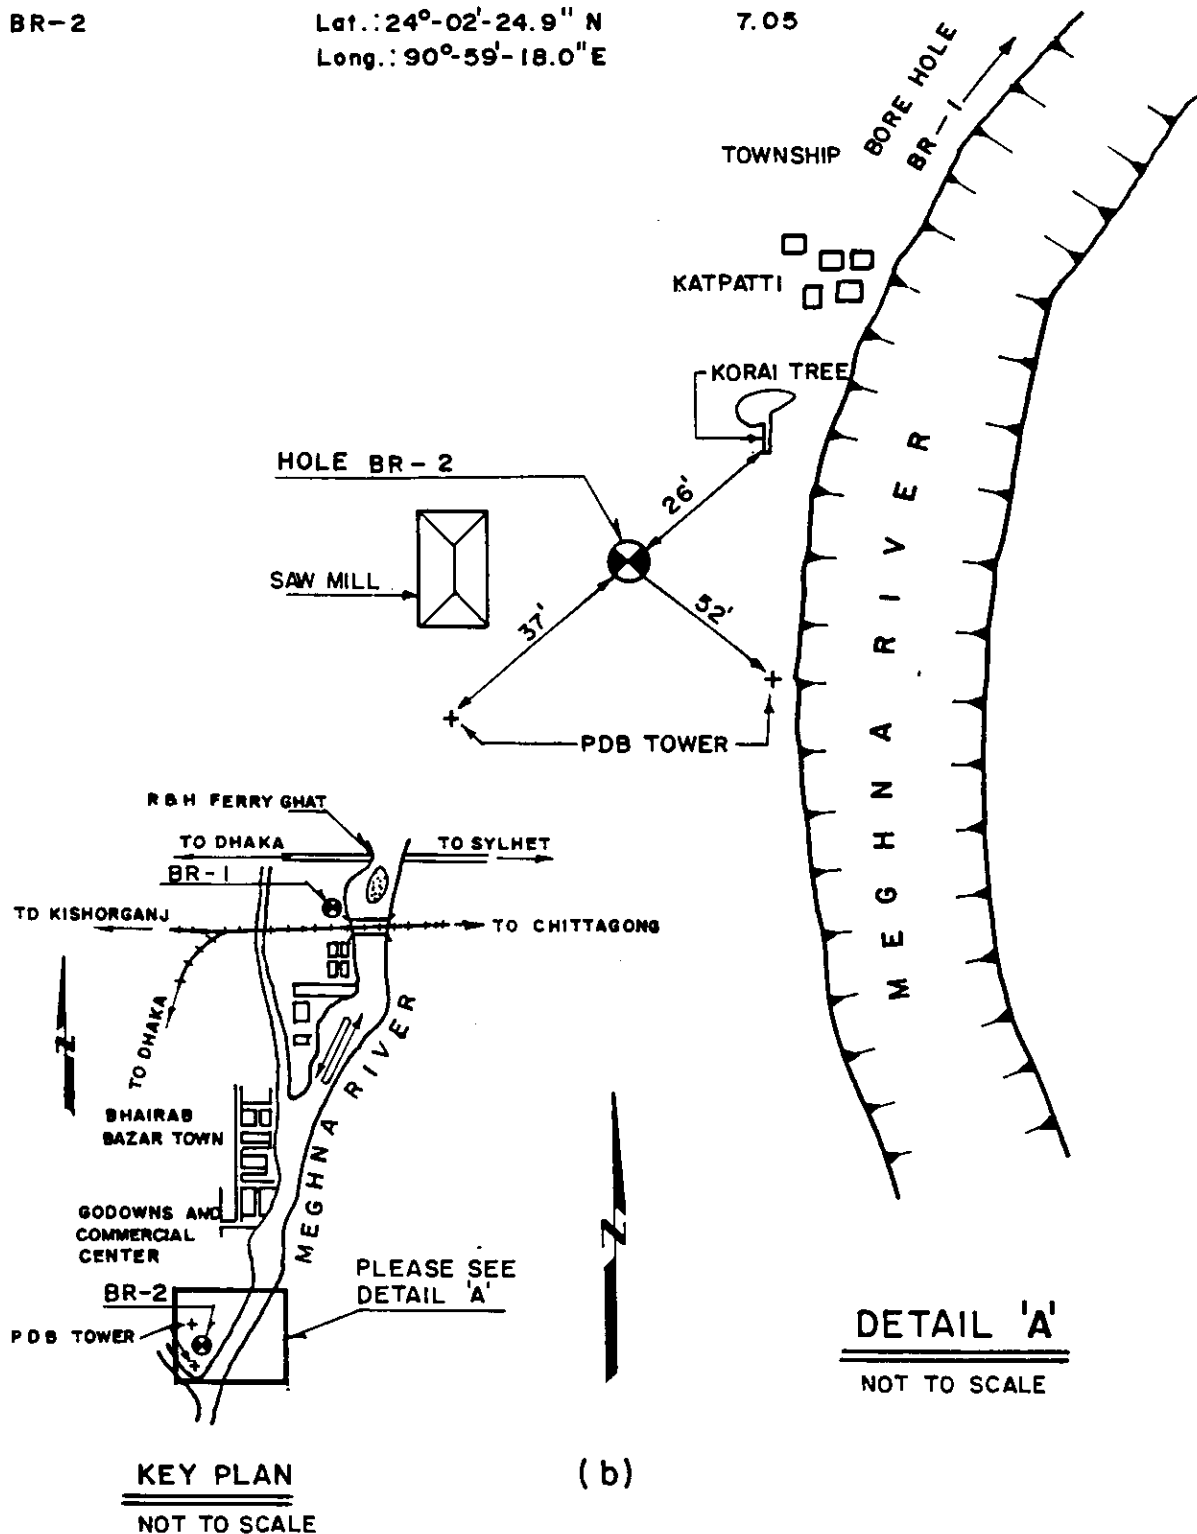 BR-2 Lat.: 24°-02'-24.9" N 7.05
Long.: 90°-59'-18.0" E
BORE HOLE
BR-1
TOWNSHIP
KATPATTI
KORAI TREE
HOLE BR-2
26'
SAW MILL
37'
52'
PDB TOWER
MEGHNA RIVER
R&H FERRY GHAT
TO DHAKA
TO SYLHET
BR-1
TO KISHORGANJ
TO CHITTAGONG
TO DHAKA
N
MEGHNA RIVER
BHAIRAB
BAZAR TOWN
GODOWNS AND
COMMERCIAL
CENTER
BR-2
PDB TOWER
PLEASE SEE
DETAIL 'A'
N
DETAIL 'A'
NOT TO SCALE
KEY PLAN
NOT TO SCALE
(b)